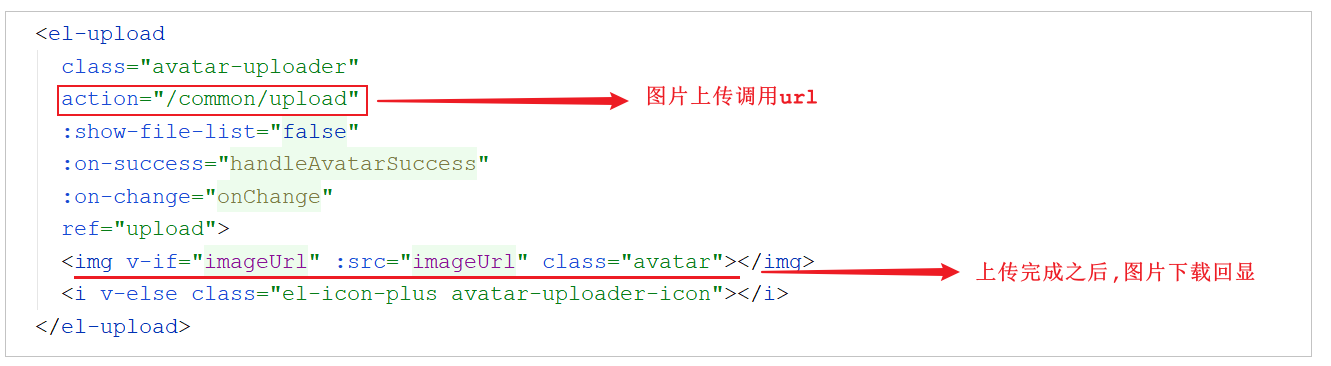 <el-upload
class="avatar-uploader"
action="/common/upload" 图片上传调用url
:show-file-list="false"
:on-success="handleAvatarSuccess"
:on-change="onChange"
ref="upload">
<img v-if="imageUrl" :src="imageUrl" class="avatar"></img> 上传完成之后,图片下载回显
<i v-else class="el-icon-plus avatar-uploader-icon"></i>
</el-upload>